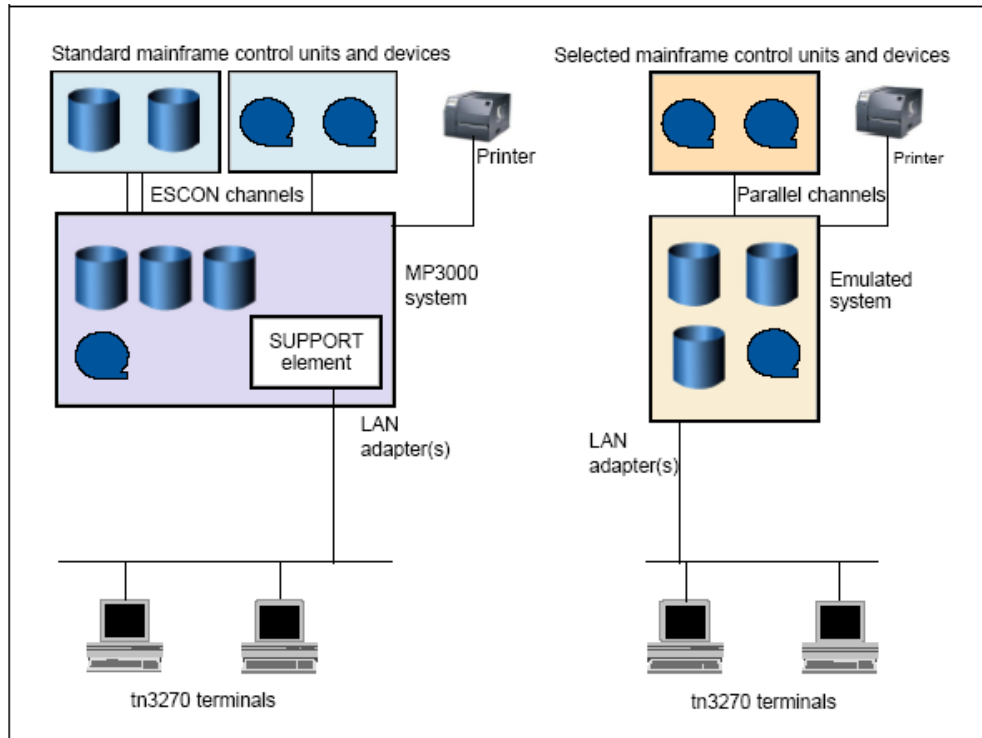 Standard mainframe control units and devices
Printer
ESCON channels
MP3000
system
SUPPORT
element
LAN
adapter(s)
tn3270 terminals
Selected mainframe control units and devices
Printer
Parallel channels
Emulated
system
LAN
adapter(s)
tn3270 terminals